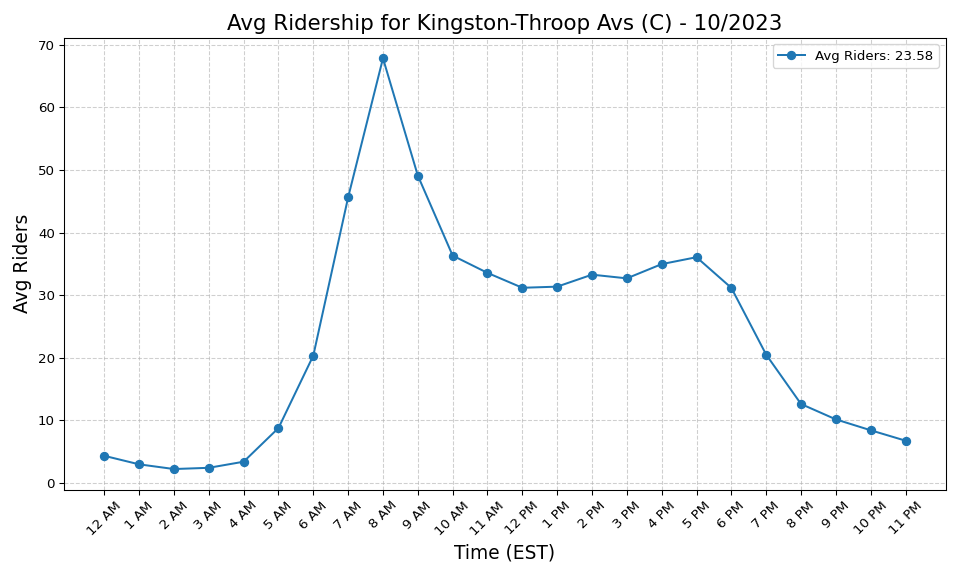 Avg Ridership for Kingston-Throop Avs (C) - 10/2023
Avg Riders: 23.58
Avg Riders
70
60
50
40
30
20
10
0
12 AM
1 AM
2 AM
3 AM
4 AM
5 AM
6 AM
7 AM
8 AM
9 AM
10 AM
11 AM
12 PM
1 PM
2 PM
3 PM
4 PM
5 PM
6 PM
7 PM
8 PM
9 PM
10 PM
11 PM
Time (EST)